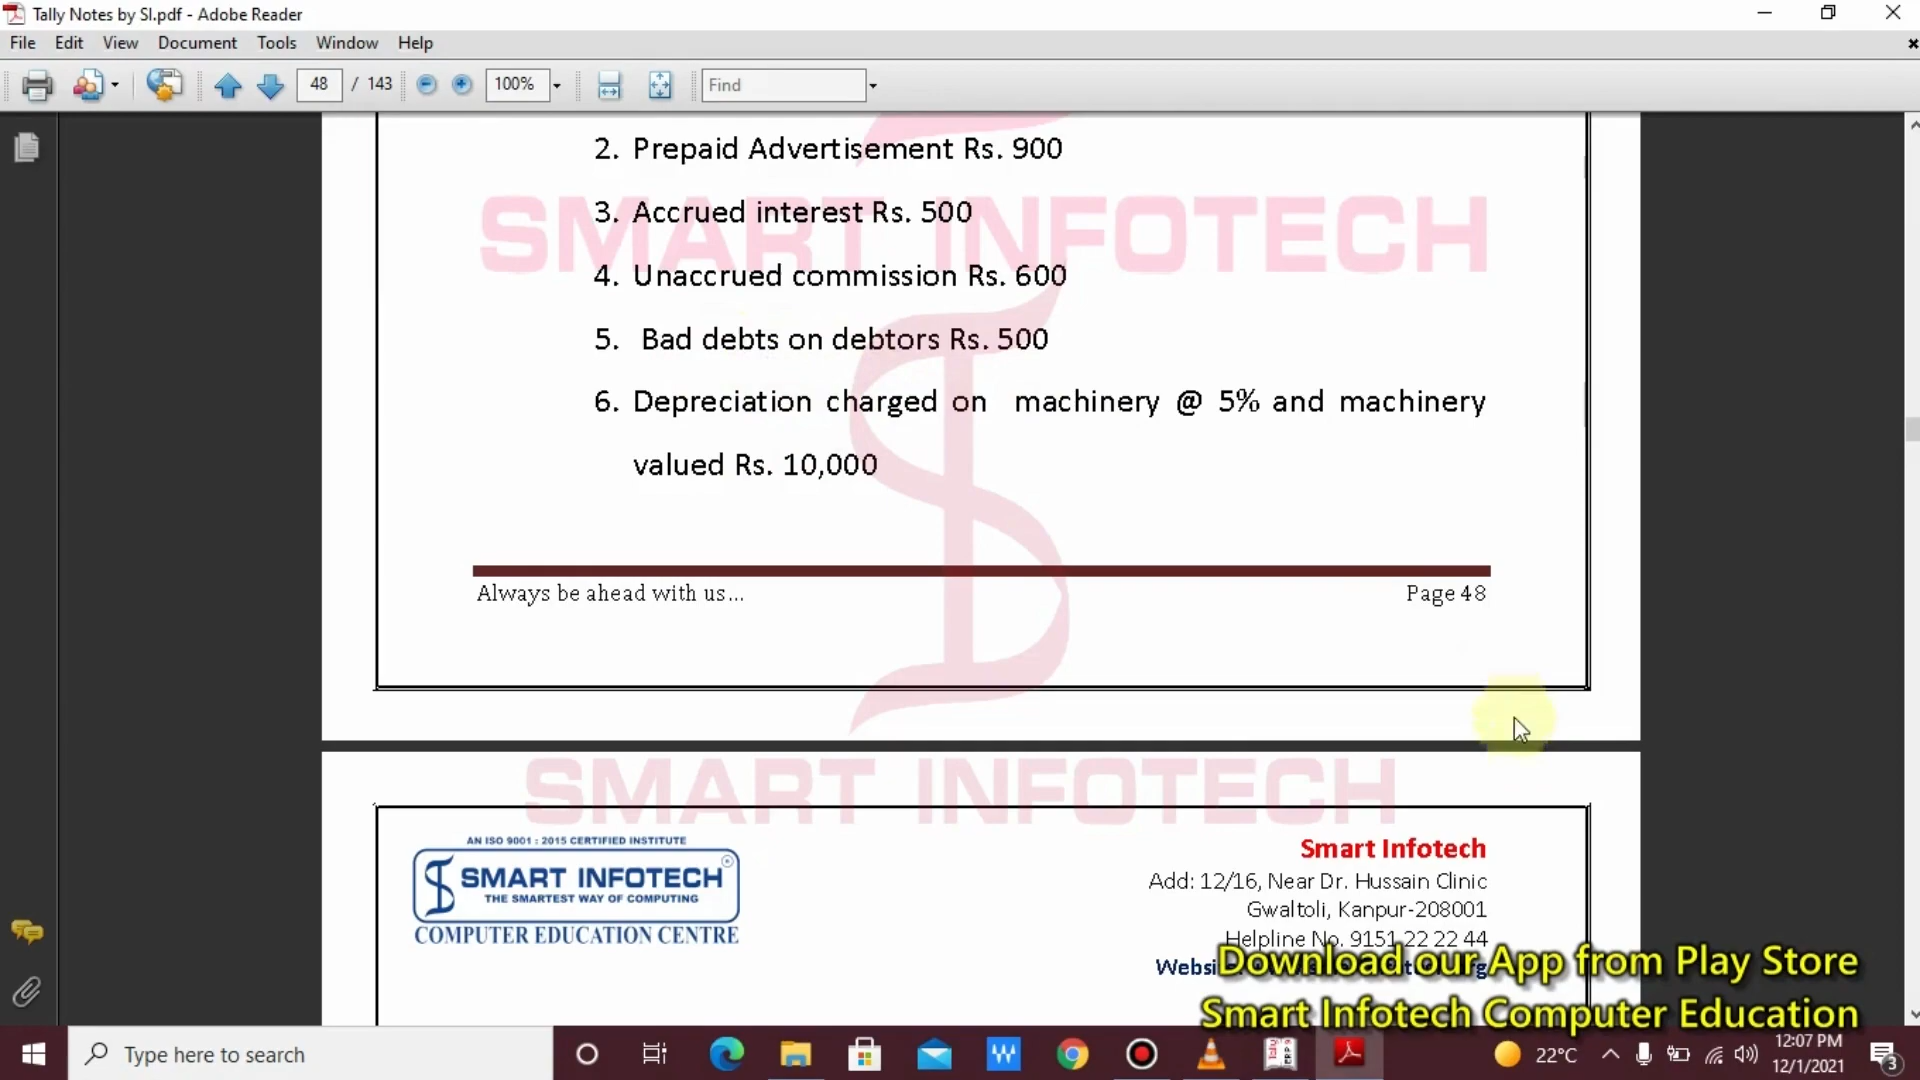 Tally Notes by SI.pdf - Adobe Reader
File Edit View Document Tools Window Help
48 / 143 100% Find
2. Prepaid Advertisement Rs. 900
SMART INFOTECH
3. Accrued interest Rs. 500
4. Unaccrued commission Rs. 600
5. Bad debts on debtors Rs. 500
6. Depreciation charged on machinery @ 5% and machinery
valued Rs. 10,000
Always be ahead with us... Page 48
SMART INFOTECH
AN ISO 9001 : 2015 CERTIFIED INSTITUTE
SMART INFOTECH ®
THE SMARTEST WAY OF COMPUTING
COMPUTER EDUCATION CENTRE
Smart Infotech
Add: 12/16, Near Dr. Hussain Clinic
Gwaltoli, Kanpur-208001
Helpline No. 9151 22 22 44
Download our App from Play Store
Smart Infotech Computer Education
Type here to search
22°C
12:07 PM
12/1/2021
3